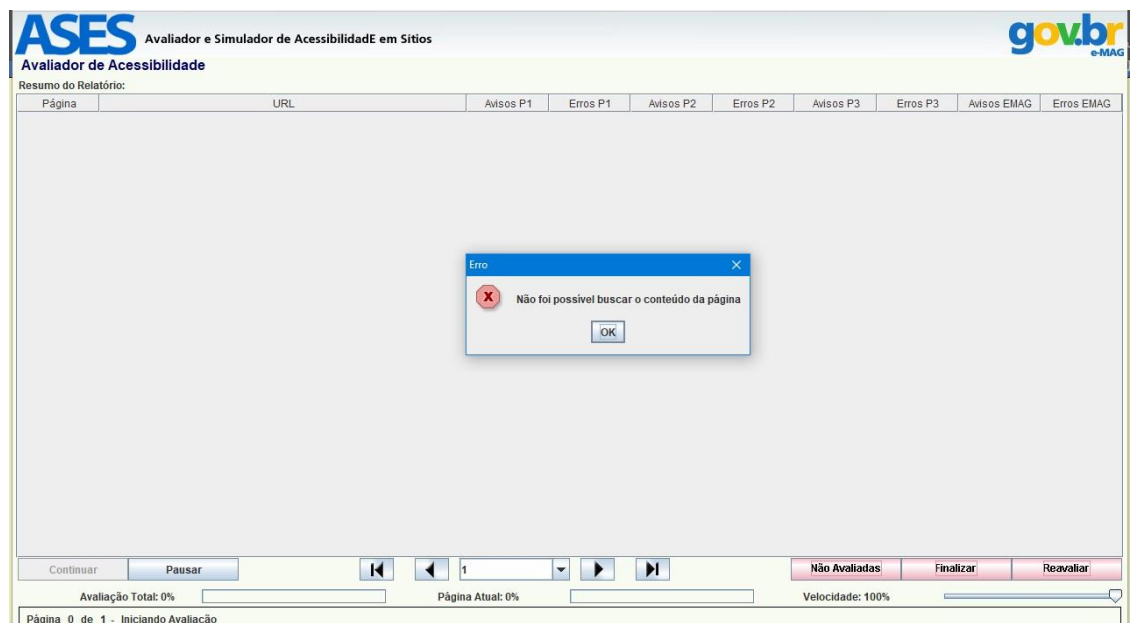 ASES Avaliador e Simulador de AcessibilidadE em Sítios
gov.br
e-MAG
Avaliador de Acessibilidade
Resumo do Relatório:
Página URL Avisos P1 Erros P1 Avisos P2 Erros P2 Avisos P3 Erros P3 Avisos EMAG Erros EMAG
Erro
X Não foi possível buscar o conteúdo da página
OK
Continuar Pausar 1 Não Avaliadas Finalizar Reavaliar
Avaliação Total: 0% Página Atual: 0% Velocidade: 100%
Página 0 de 1 - Iniciando Avaliação